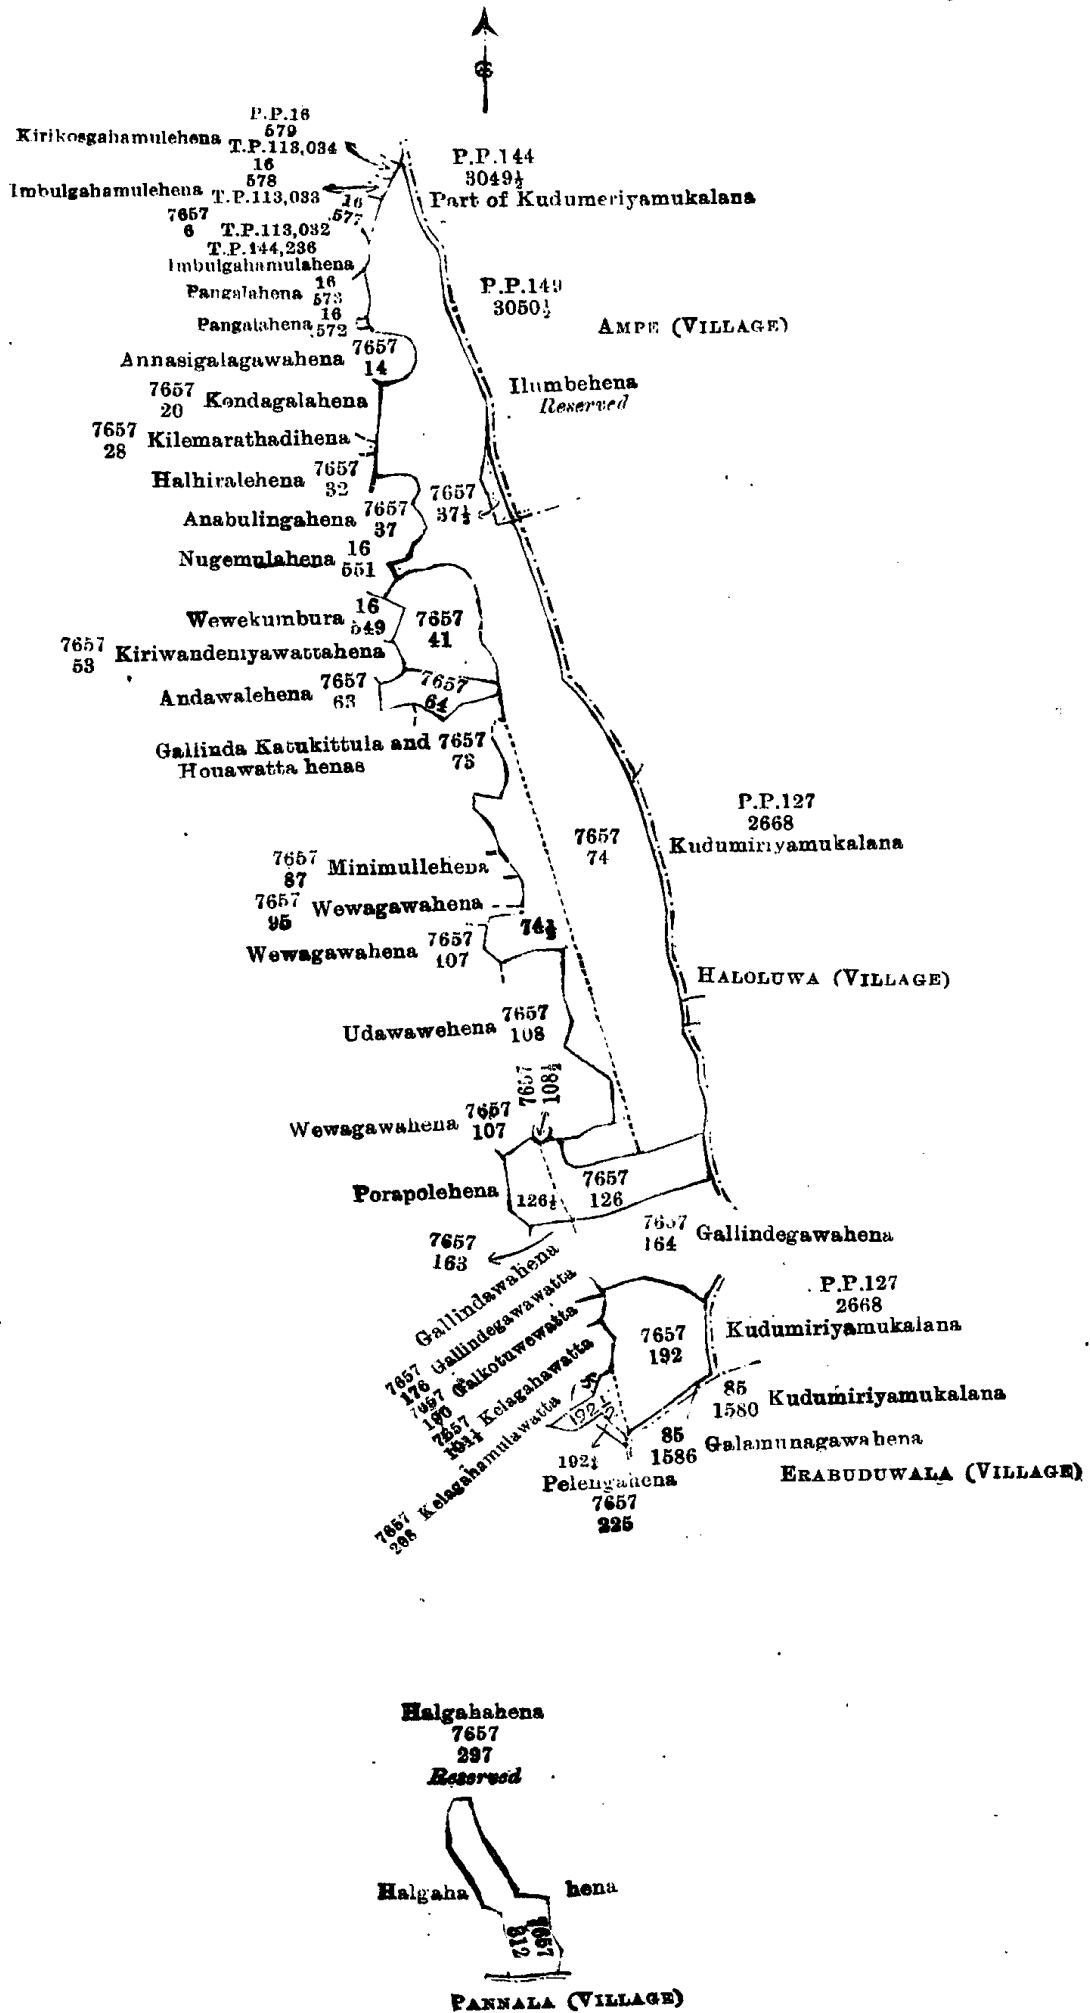 P.P.16
579
Kirikosgahamulehena T.P.113,034
16
578
Imbulgahamulehena T.P.113,033
16
577
7657
6
T.P.113,032
T.P.144,236
Imbulgahamulahena
Pangalahena 16
573
Pangalahena 16
572
Annasigalagawahena
7657
14
7657
20
Kondagalahena
7657
28
Kilemarathadihena
Halhiralehena 7657
32
Anabulingahena 7657
37
Nugemulahena 16
551
Wewekumbura 16
549
7657
53
Kiriwandeniyawattahena
Andawalehena 7657
63
7657
41
7657
64
Gallinda Katukittula and
Houawatta henas
7657
73
7657
87
Minimullehena
7657
95
Wewagawahena
Wewagawahena 7657
107
74½
Udawawehena 7657
108
7657
108½
Wewagawahena 7657
107
Porapolehena
126½
7657
126
7657
163
Gallindawahena
P.P.144
3049½
Part of Kudumeriyamukalana
P.P.149
3050½
AMPE (VILLAGE)
Ilumbehena
Reserved
7657
37½
7657
74
P.P.127
2668
Kudumiriyamukalana
HALOLUWA (VILLAGE)
7657
164
Gallindegawahena
P.P.127
2668
Kudumiriyamukalana
7657
192
85
1580
Kudumiriyamukalana
85
1586
Galamunagawahena
ERABUDUWALA (VILLAGE)
7657
176
Gallindegawawatta
7657
190
Galkotuwewatta
7657
Kelagahawatta
7657
Kelagahamulawatta
192½
Pelengahena
7657
225
Halgahahena
7657
297
Reserved
Halgaha hena
7657
312
PANNALA (VILLAGE)